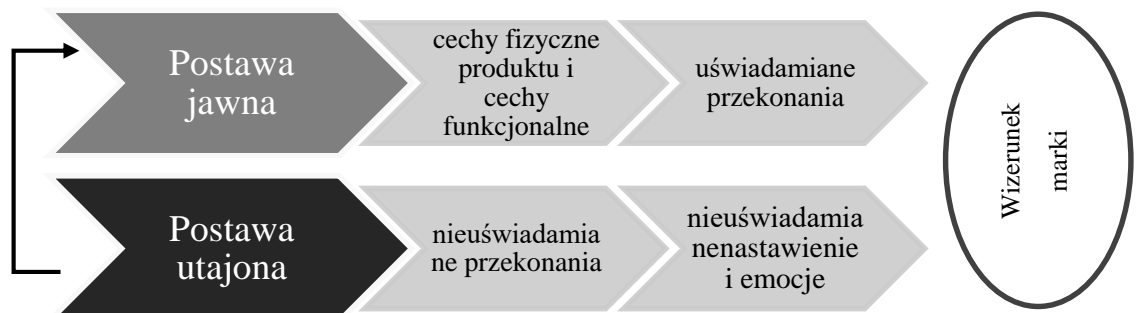 Postawa
jawna
cechy fizyczne
produktu i
cechy
funkcjonalne
uświadamiane
przekonania
Postawa
utajona
nieuświadamia
ne przekonania
nieuświadamia
nenastawienie
i emocje
Wizerunek
marki